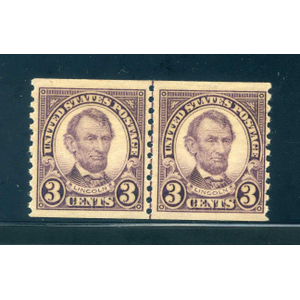 UNITED STATES POSTAGE
LINCOLN
3 CENTS 3
UNITED STATES POSTAGE
LINCOLN
3 CENTS 3